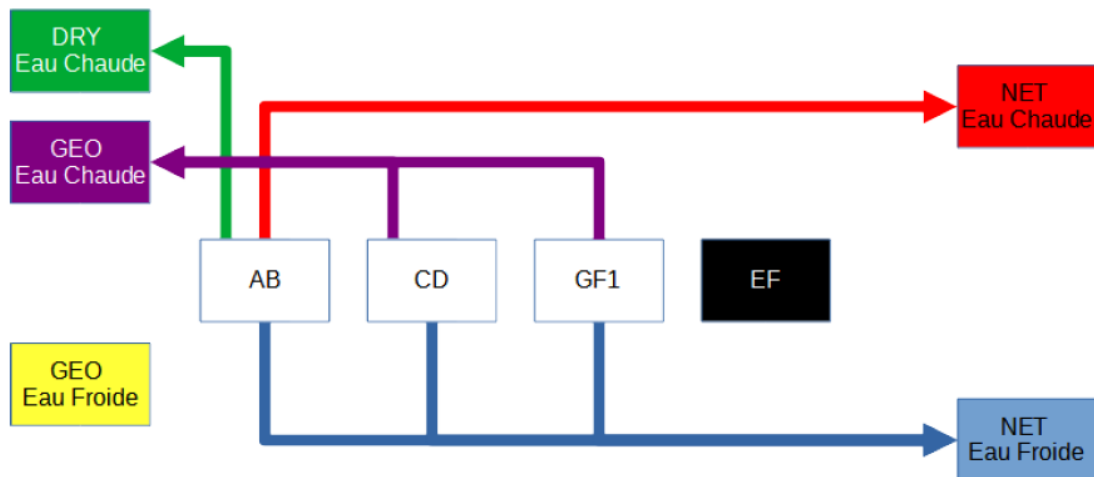 DRY
Eau Chaude
NET
Eau Chaude
GEO
Eau Chaude
AB
CD
GF1
EF
GEO
Eau Froide
NET
Eau Froide